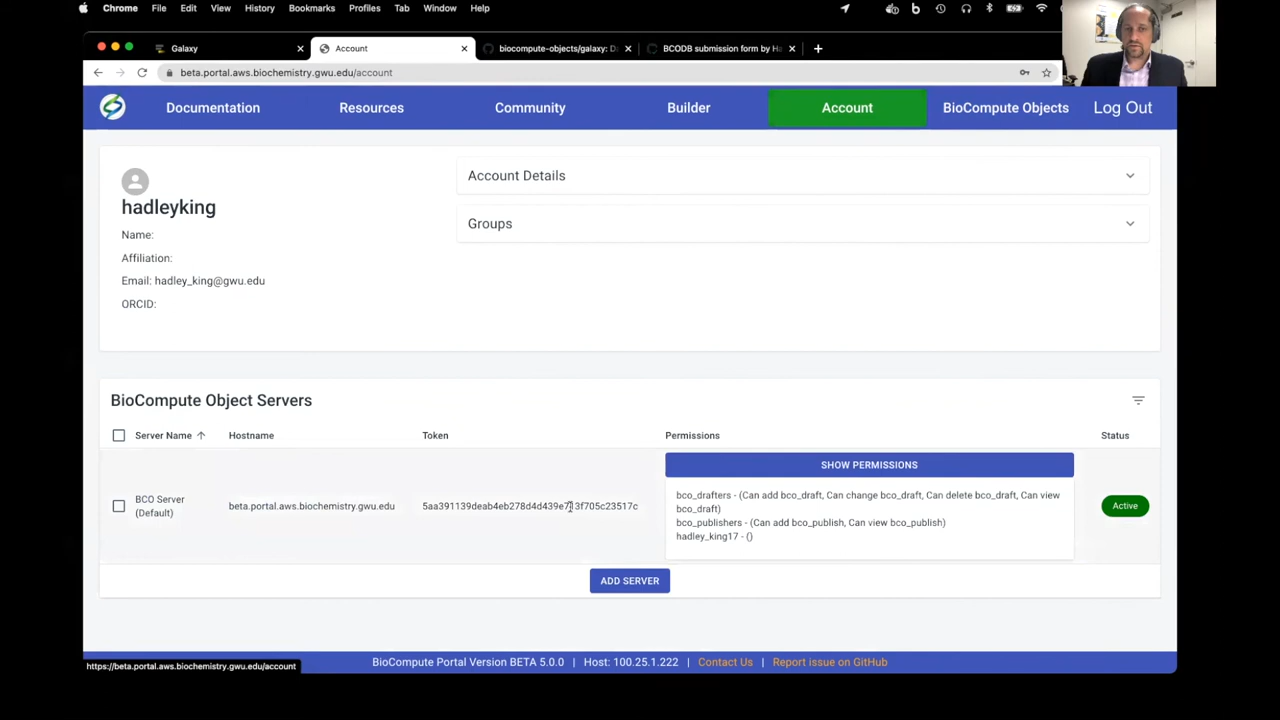 Chrome File Edit View History Bookmarks Profiles Tab Window Help
Galaxy
Account
biocompute-objects/galaxy: D
BCODB submission form by Ha
beta.portal.aws.biochemistry.gwu.edu/account
Documentation
Resources
Community
Builder
Account
BioCompute Objects
Log Out
hadleyking
Name:
Affiliation:
Email: hadley_king@gwu.edu
ORCID:
Account Details
Groups
BioCompute Object Servers
Server Name
Hostname
Token
Permissions
Status
BCO Server
(Default)
beta.portal.aws.biochemistry.gwu.edu
SHOW PERMISSIONS
bco_drafters - (Can add bco_draft, Can change bco_draft, Can delete bco_draft, Can view
bco_draft)
bco_publishers - (Can add bco_publish, Can view bco_publish)
hadley_king17 - ()
Active
ADD SERVER
https://beta.portal.aws.biochemistry.gwu.edu/account
BioCompute Portal Version BETA 5.0.0 | Host: 100.25.1.222 | Contact Us | Report issue on GitHub